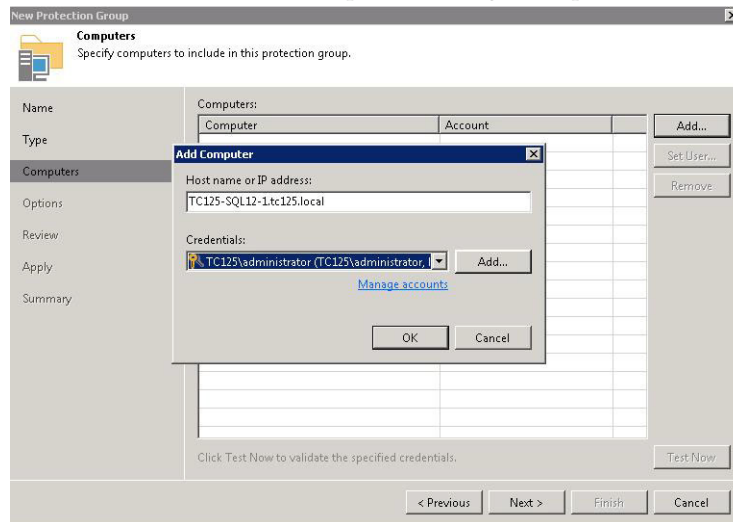 New Protection Group
Computers
Specify computers to include in this protection group.
Name
Type
Computers
Options
Review
Apply
Summary
Computers:
Computer Account
Add...
Set User...
Remove
Add Computer
Host name or IP address:
TC125-SQL12-1.tc125.local
Credentials:
TC125\administrator (TC125\administrator, l
Add...
Manage accounts
OK Cancel
Click Test Now to validate the specified credentials.
Test Now
< Previous Next > Finish Cancel